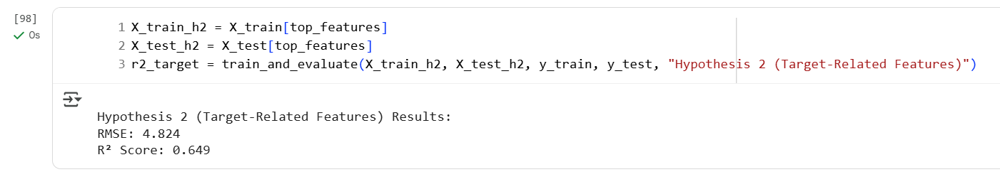 [98]
0s
1 X_train_h2 = X_train[top_features]
2 X_test_h2 = X_test[top_features]
3 r2_target = train_and_evaluate(X_train_h2, X_test_h2, y_train, y_test, "Hypothesis 2 (Target-Related Features)")
Hypothesis 2 (Target-Related Features) Results:
RMSE: 4.824
R² Score: 0.649